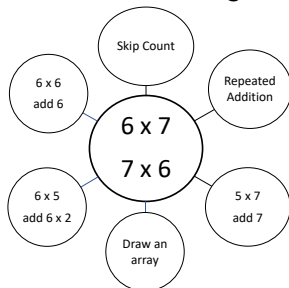 Skip Count
6 x 6
add 6
Repeated
Addition
6 x 7
7 x 6
6 x 5
add 6 x 2
5 x 7
add 7
Draw an
array